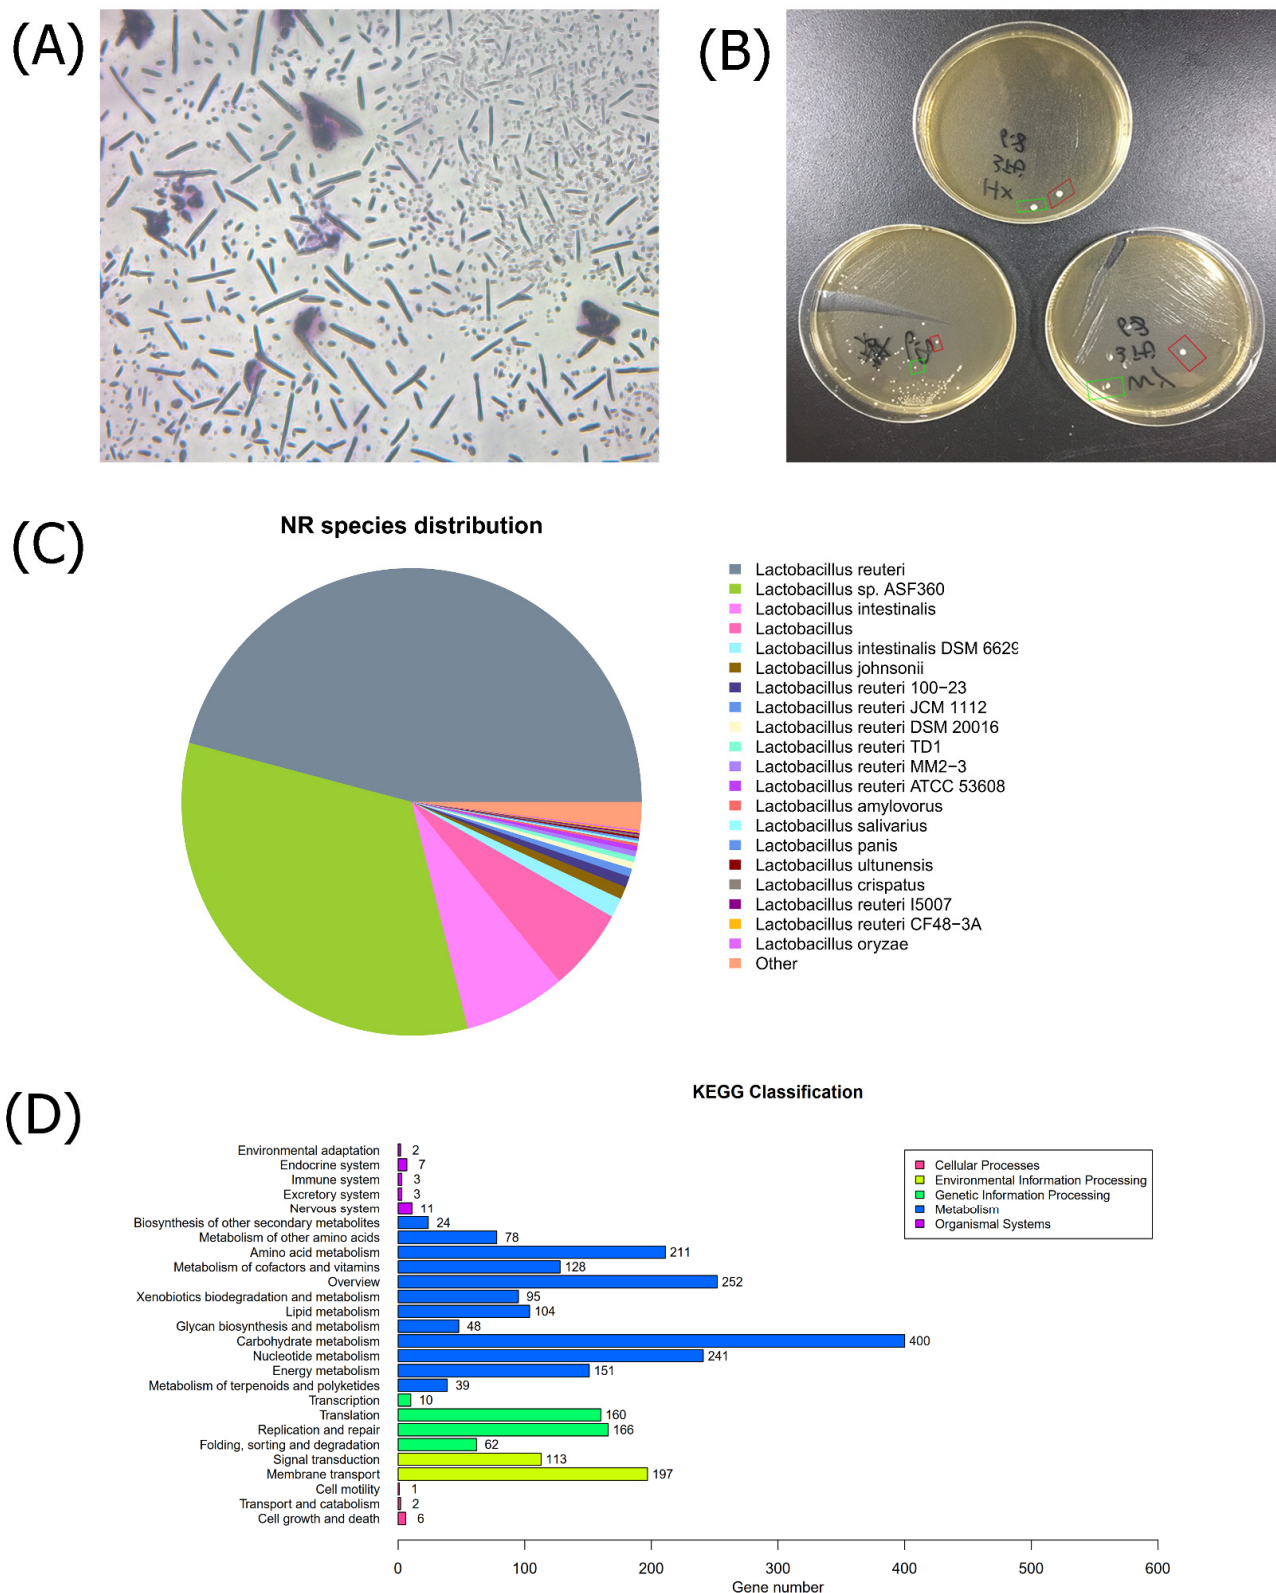 (A)
(B)
(C)
NR species distribution
Lactobacillus reuteri
Lactobacillus sp. ASF360
Lactobacillus intestinalis
Lactobacillus
Lactobacillus intestinalis DSM 6629
Lactobacillus johnsonii
Lactobacillus reuteri 100−23
Lactobacillus reuteri JCM 1112
Lactobacillus reuteri DSM 20016
Lactobacillus reuteri TD1
Lactobacillus reuteri MM2−3
Lactobacillus reuteri ATCC 53608
Lactobacillus amylovorus
Lactobacillus salivarius
Lactobacillus panis
Lactobacillus ultunensis
Lactobacillus crispatus
Lactobacillus reuteri I5007
Lactobacillus reuteri CF48−3A
Lactobacillus oryzae
Other
(D)
KEGG Classification
Environmental adaptation 2
Endocrine system 7
Immune system 3
Excretory system 3
Nervous system 11
Biosynthesis of other secondary metabolites 24
Metabolism of other amino acids 78
Amino acid metabolism 211
Metabolism of cofactors and vitamins 128
Overview 252
Xenobiotics biodegradation and metabolism 95
Lipid metabolism 104
Glycan biosynthesis and metabolism 48
Carbohydrate metabolism 400
Nucleotide metabolism 241
Energy metabolism 151
Metabolism of terpenoids and polyketides 39
Transcription 10
Translation 160
Replication and repair 166
Folding, sorting and degradation 62
Signal transduction 113
Membrane transport 197
Cell motility 1
Transport and catabolism 2
Cell growth and death 6
Cellular Processes
Environmental Information Processing
Genetic Information Processing
Metabolism
Organismal Systems
0 100 200 300 400 500 600
Gene number